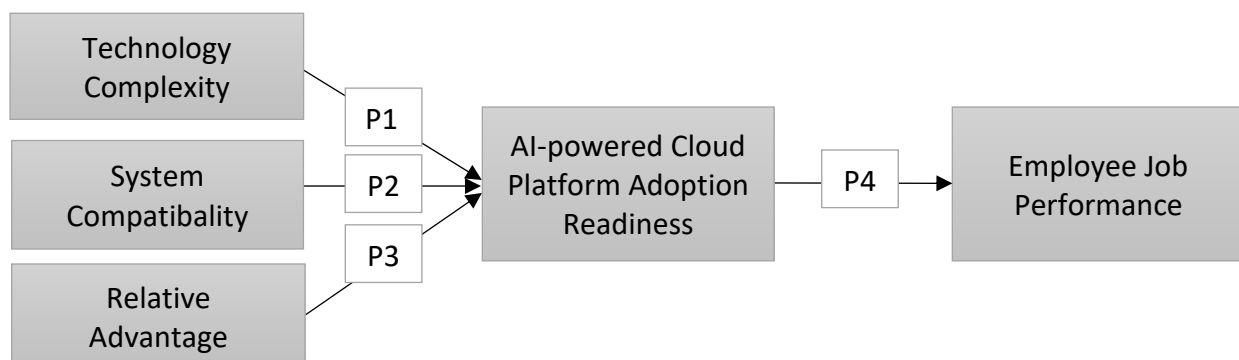 Technology
Complexity
P1
System
Compatibality
P2
Relative
Advantage
P3
AI-powered Cloud
Platform Adoption
Readiness
P4
Employee Job
Performance